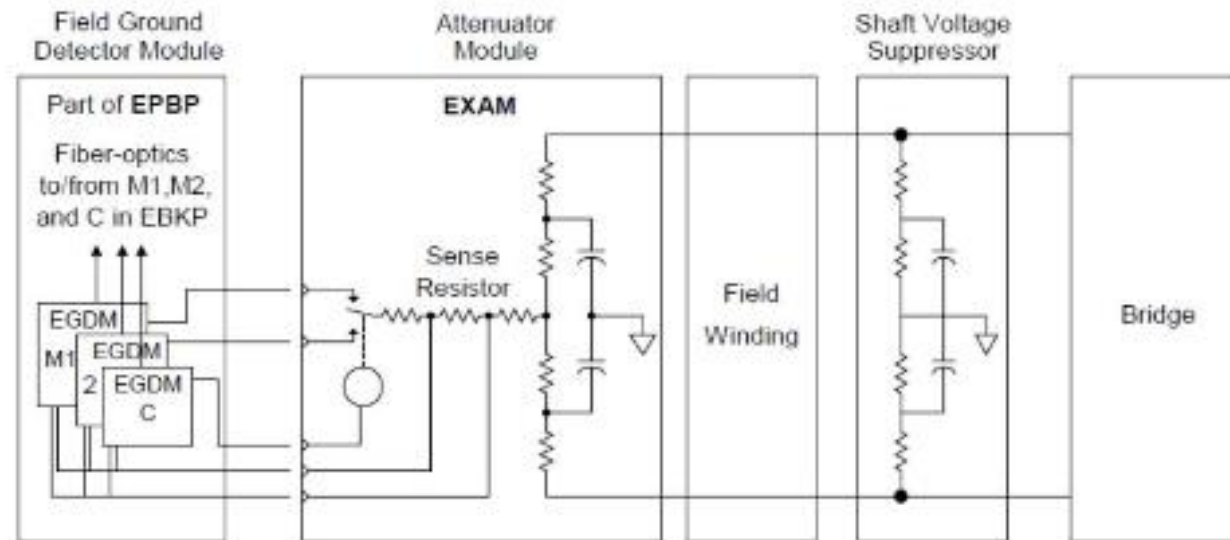 Field Ground
Detector Module
Attenuator
Module
Shaft Voltage
Suppressor
Part of EPBP
EXAM
Fiber-optics
to/from M1,M2,
and C in EBKP
Sense
Resistor
Field
Winding
Bridge
EGDM
M1
EGDM
2
EGDM
C